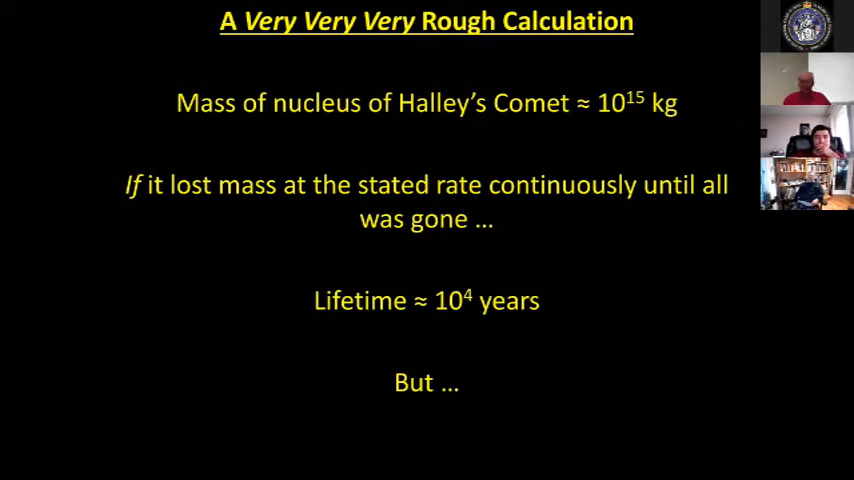 A Very Very Very Rough Calculation
Mass of nucleus of Halley's Comet ≈ 10¹⁵ kg
If it lost mass at the stated rate continuously until all
was gone ...
Lifetime ≈ 10⁴ years
But ...